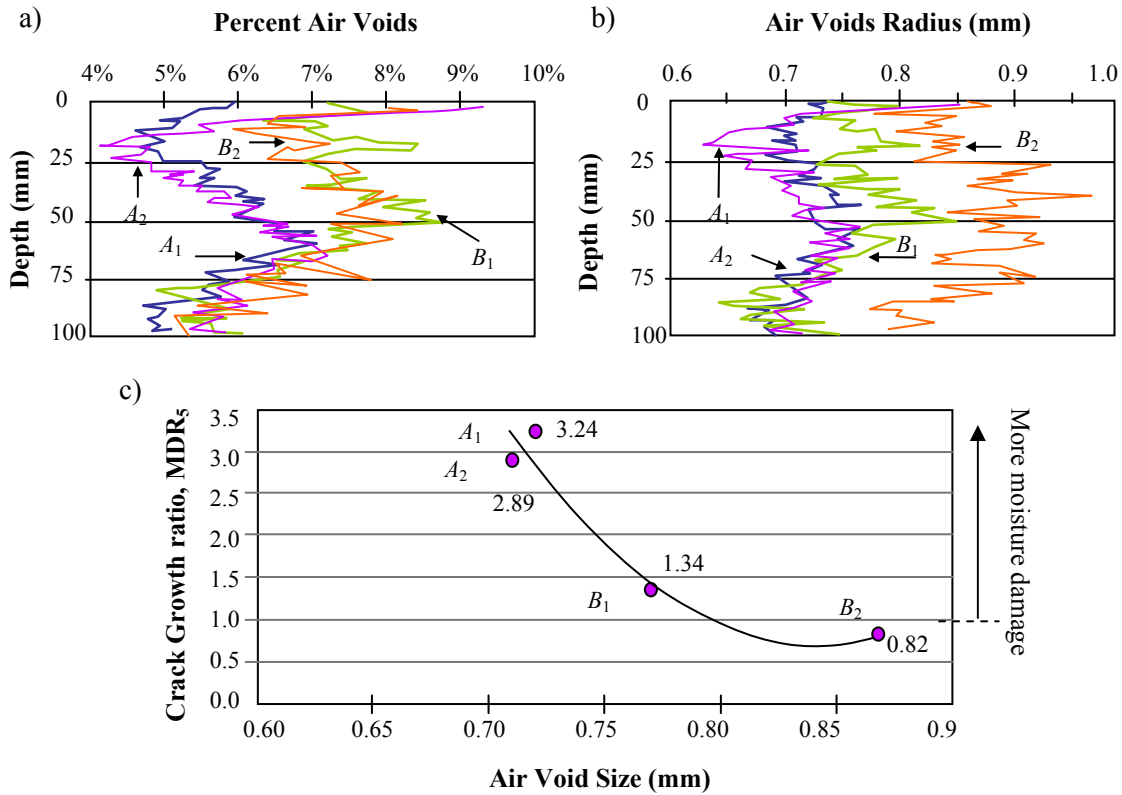 a)
Percent Air Voids
4% 5% 6% 7% 8% 9% 10%
Depth (mm)
0
25
50
75
100
B2
A2
A1
B1
b)
Air Voids Radius (mm)
0.6 0.7 0.8 0.9 1.0
Depth (mm)
0
25
50
75
100
B2
A1
B1
A2
c)
Crack Growth ratio, MDR5
3.5
3.0
2.5
2.0
1.5
1.0
0.5
0.0
A1 3.24
A2
2.89
1.34
B1
B2
0.82
More moisture damage
0.60 0.65 0.70 0.75 0.80 0.85 0.9
Air Void Size (mm)